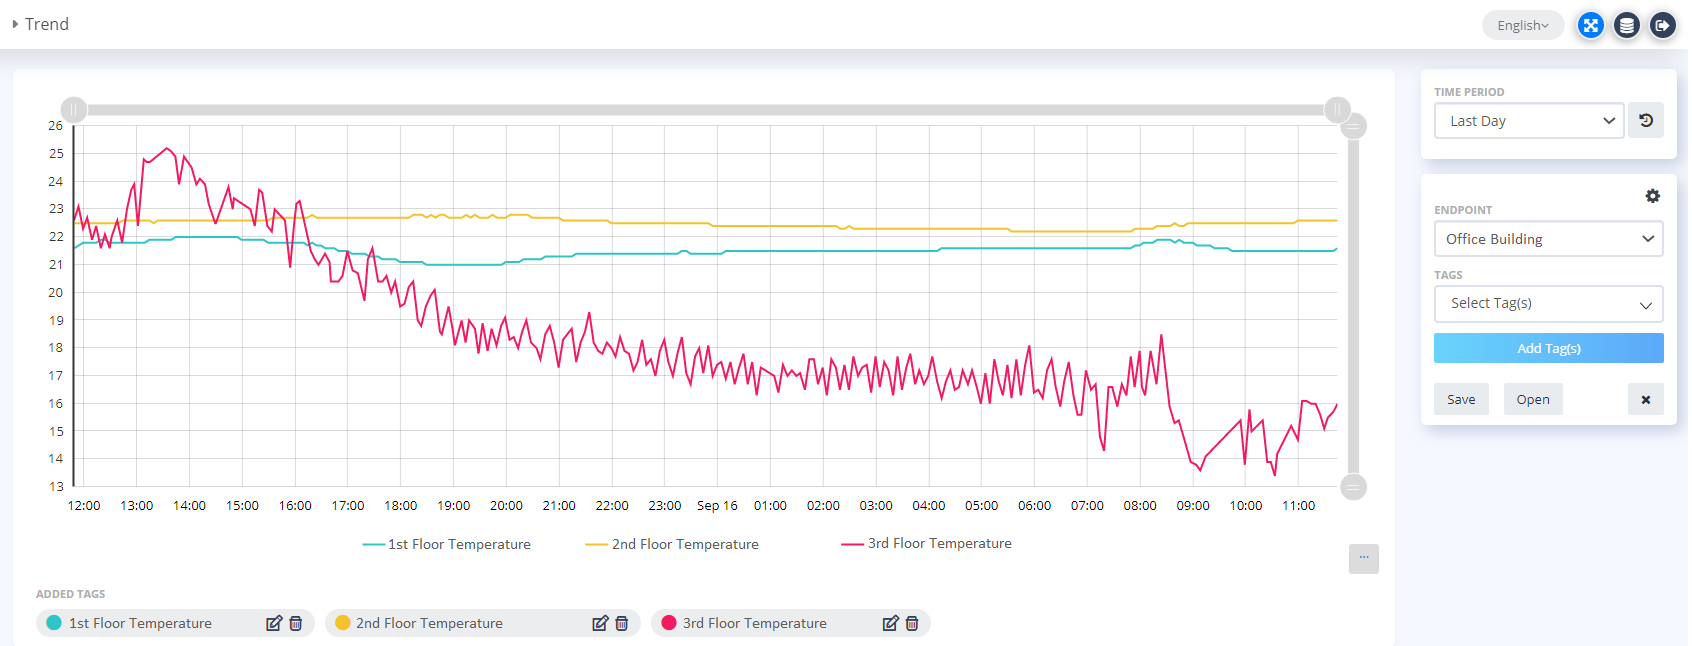 Trend
English
TIME PERIOD
Last Day
ENDPOINT
Office Building
TAGS
Select Tag(s)
Add Tag(s)
Save Open
26
25
24
23
22
21
20
19
18
17
16
15
14
13
12:00 13:00 14:00 15:00 16:00 17:00 18:00 19:00 20:00 21:00 22:00 23:00 Sep 16 01:00 02:00 03:00 04:00 05:00 06:00 07:00 08:00 09:00 10:00 11:00
1st Floor Temperature 2nd Floor Temperature 3rd Floor Temperature
...
ADDED TAGS
1st Floor Temperature 2nd Floor Temperature 3rd Floor Temperature